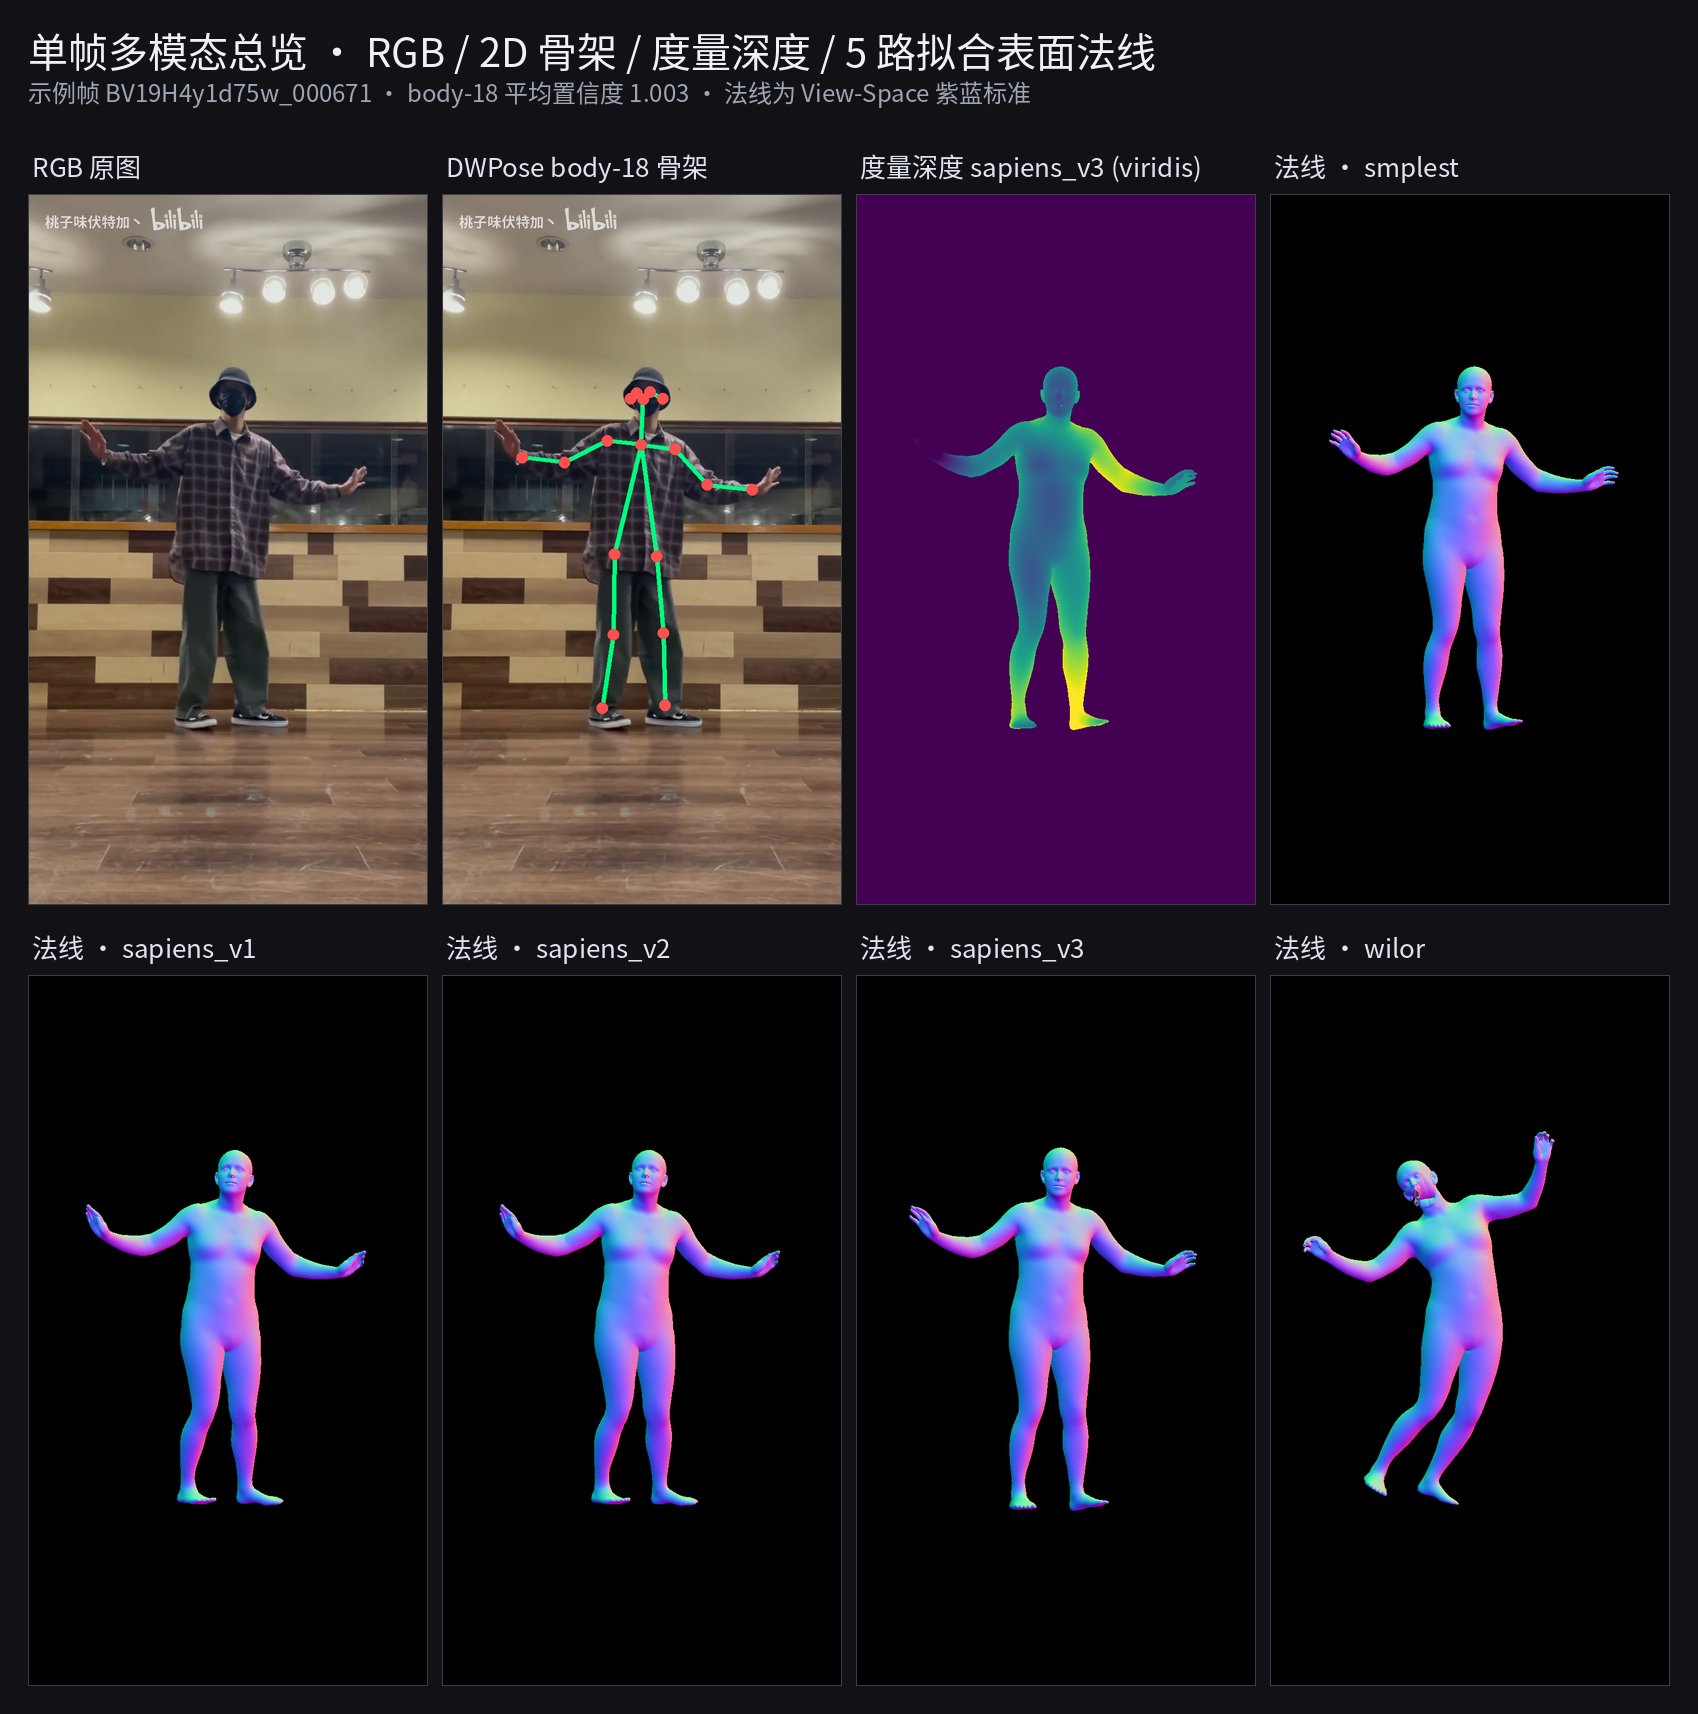 单帧多模态总览 · RGB / 2D 骨架 / 度量深度 / 5 路拟合表面法线
示例帧 BV19H4y1d75w_000671 · body-18 平均置信度 1.003 · 法线为 View-Space 紫蓝标准
RGB 原图
DWPose body-18 骨架
度量深度 sapiens_v3 (viridis)
法线 · smplest
桃子味伏特加丶 bilibili
桃子味伏特加丶 bilibili
法线 · sapiens_v1
法线 · sapiens_v2
法线 · sapiens_v3
法线 · wilor